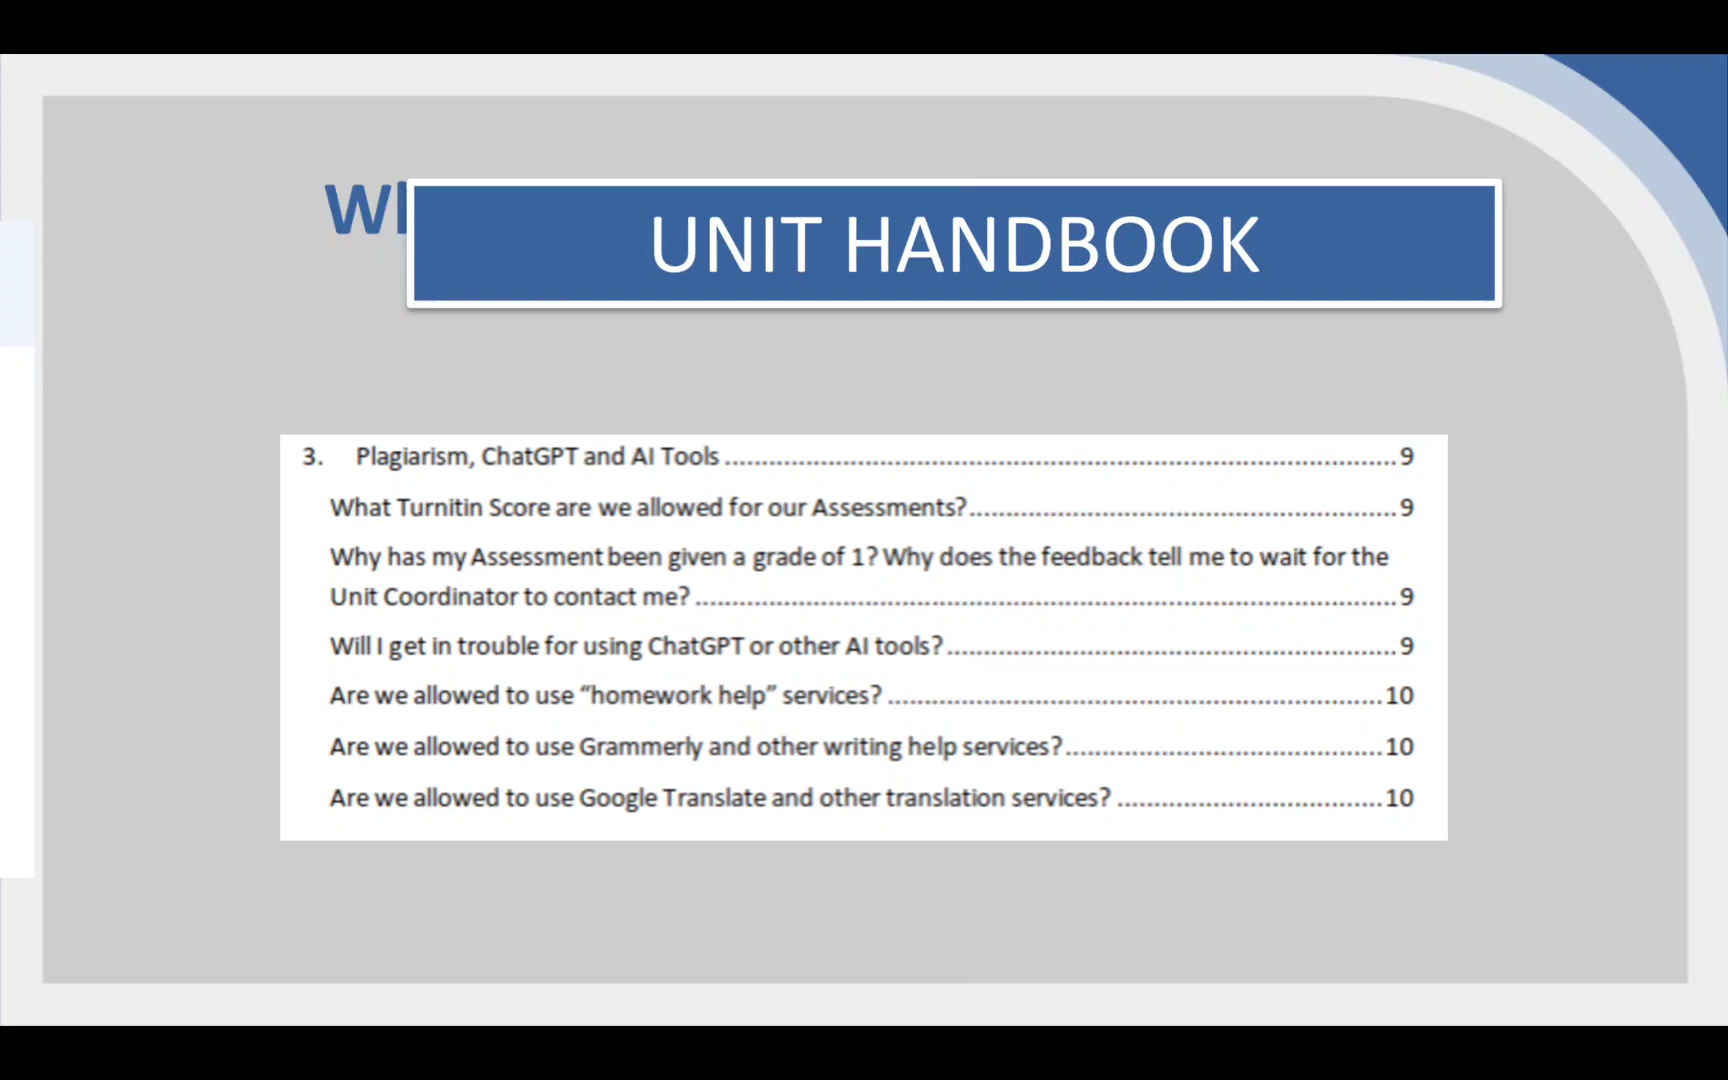 UNIT HANDBOOK
3. Plagiarism, ChatGPT and AI Tools ........................................................................................... 9
What Turnitin Score are we allowed for our Assessments? .......................................................... 9
Why has my Assessment been given a grade of 1? Why does the feedback tell me to wait for the
Unit Coordinator to contact me? ................................................................................................ 9
Will I get in trouble for using ChatGPT or other AI tools? ............................................................. 9
Are we allowed to use “homework help” services? .................................................................... 10
Are we allowed to use Grammerly and other writing help services? ........................................... 10
Are we allowed to use Google Translate and other translation services? .................................... 10